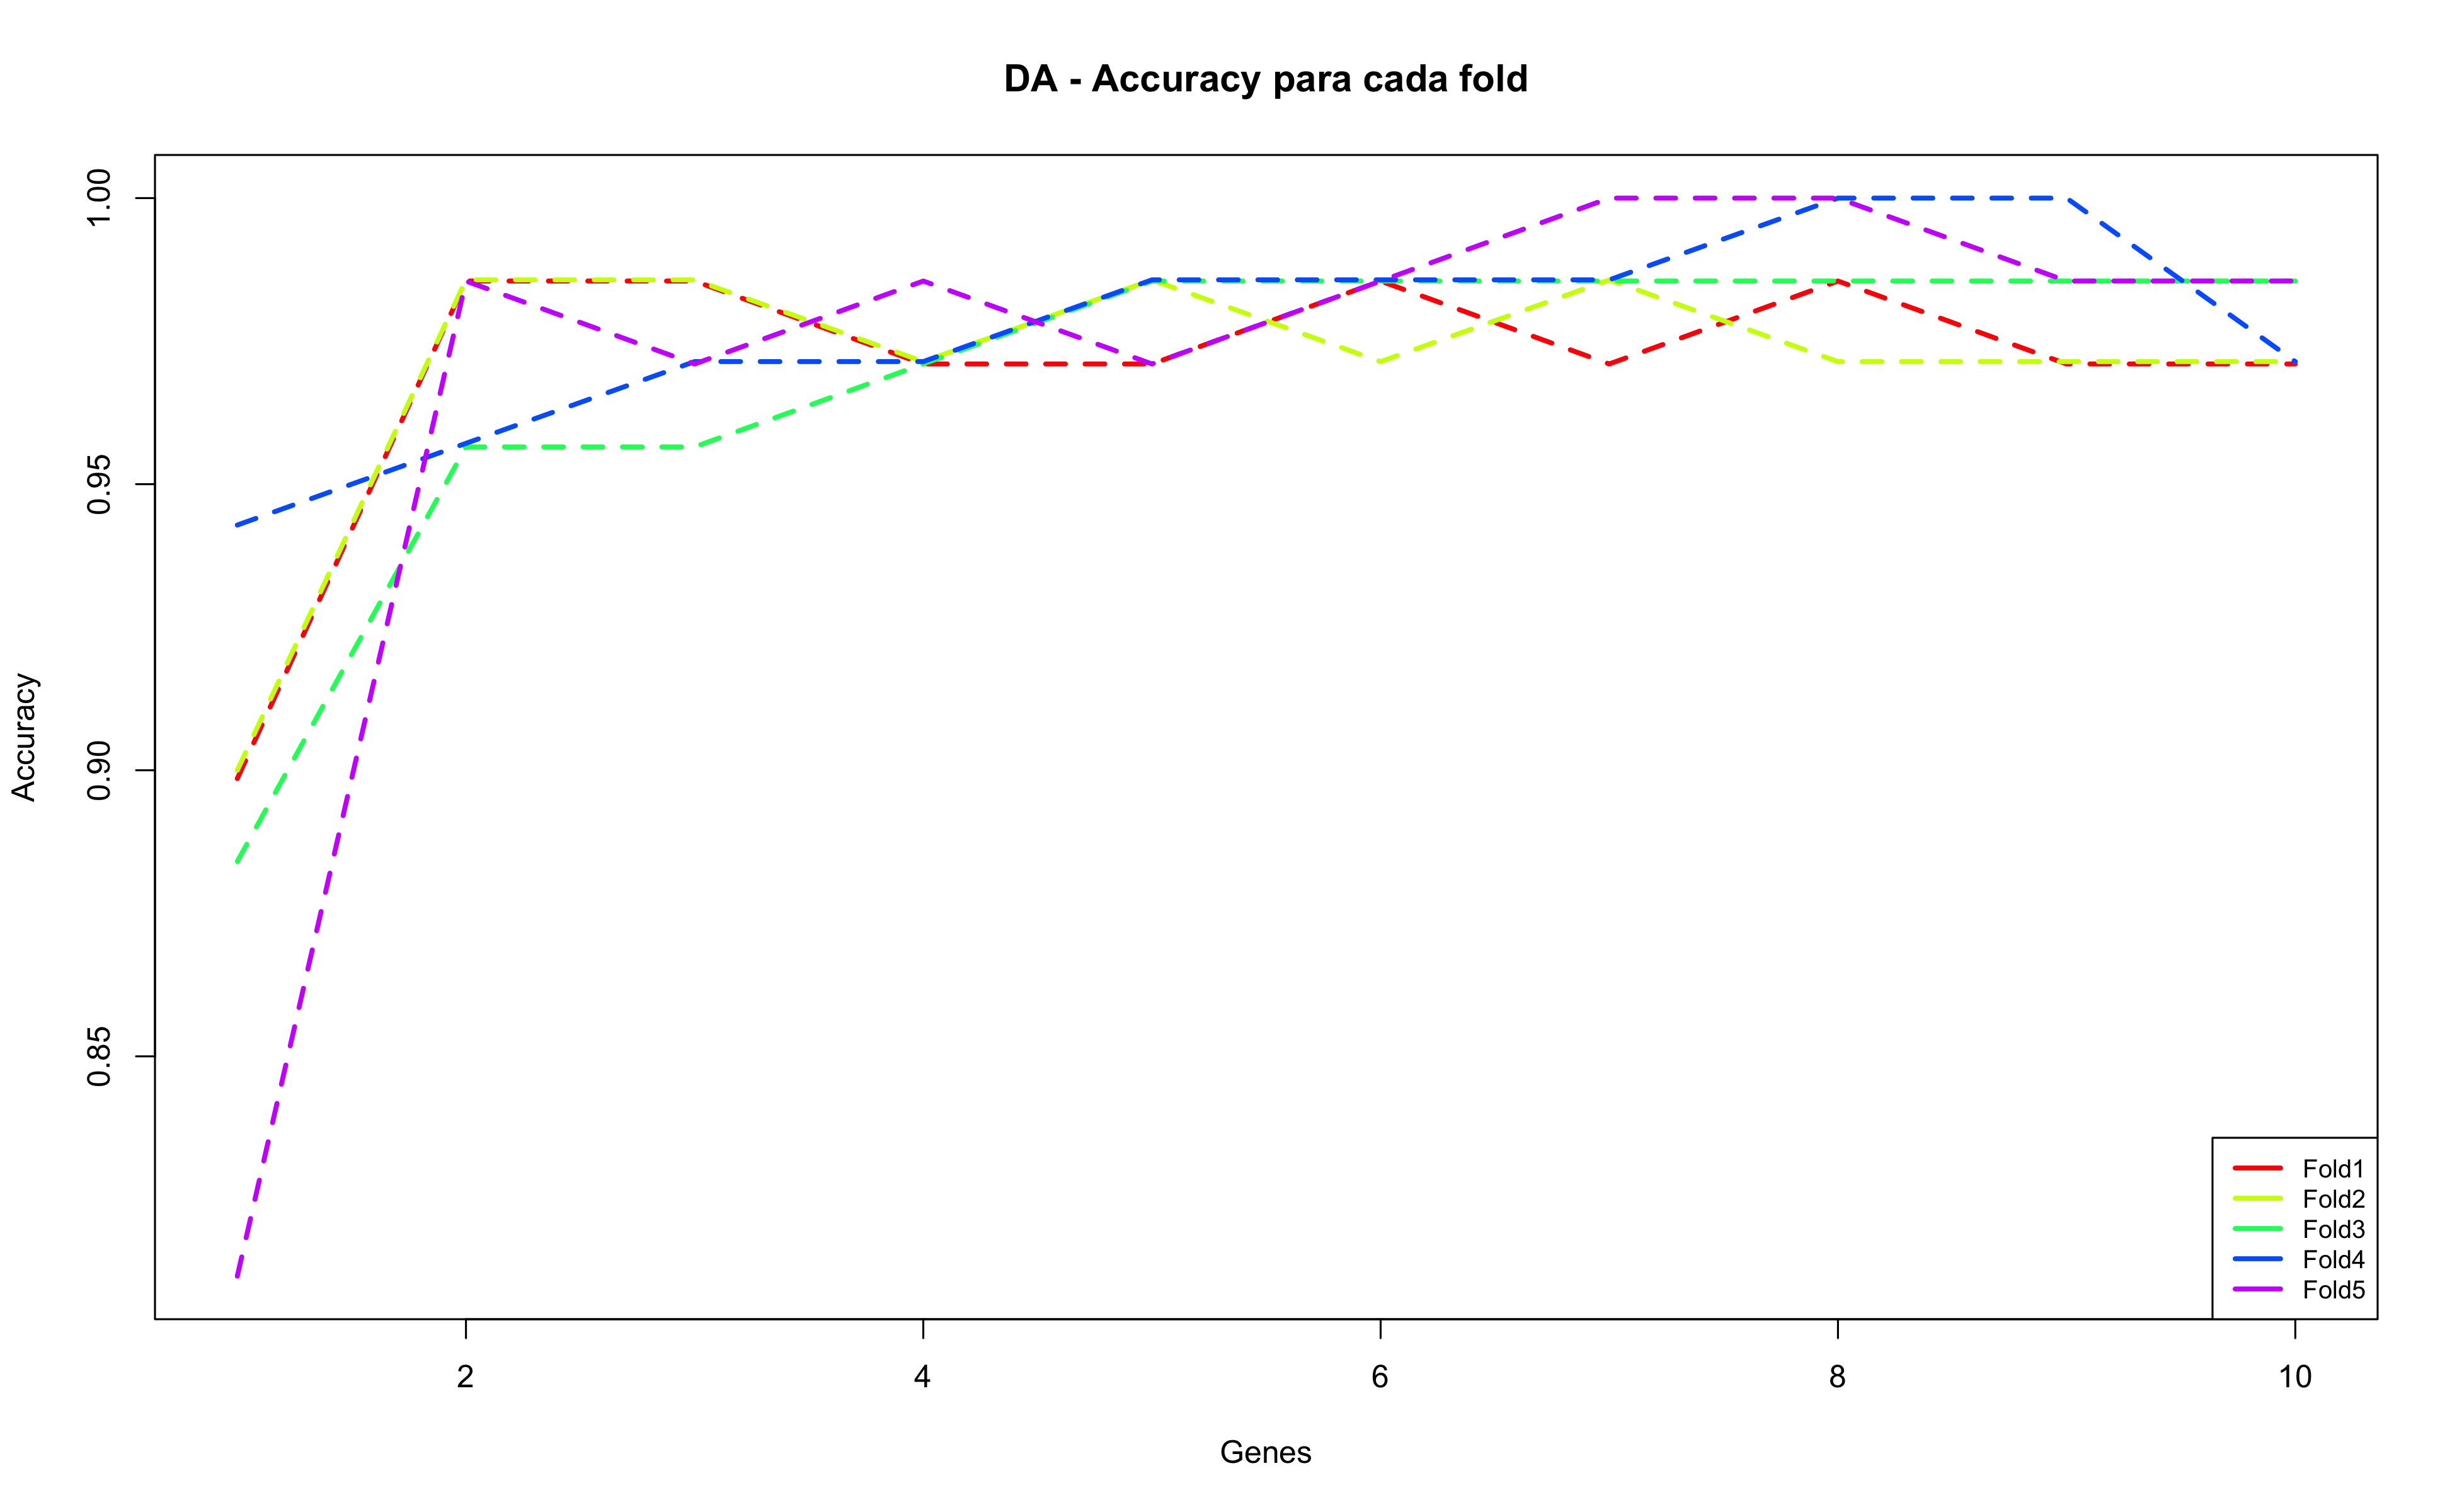 DA - Accuracy para cada fold
1.00
0.95
0.90
0.85
Accuracy
2 4 6 8 10
Genes
Fold1
Fold2
Fold3
Fold4
Fold5